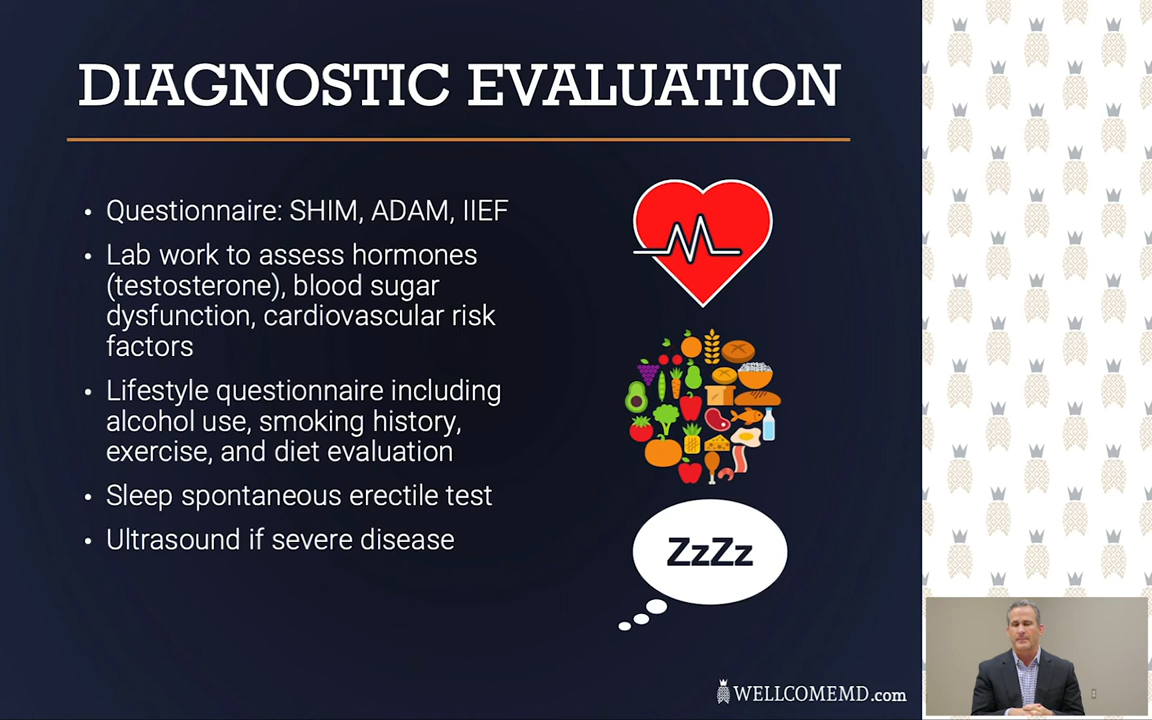 DIAGNOSTIC EVALUATION
• Questionnaire: SHIM, ADAM, IIEF
• Lab work to assess hormones
(testosterone), blood sugar
dysfunction, cardiovascular risk
factors
• Lifestyle questionnaire including
alcohol use, smoking history,
exercise, and diet evaluation
• Sleep spontaneous erectile test
• Ultrasound if severe disease
ZzZz
WELLCOMEMD.com